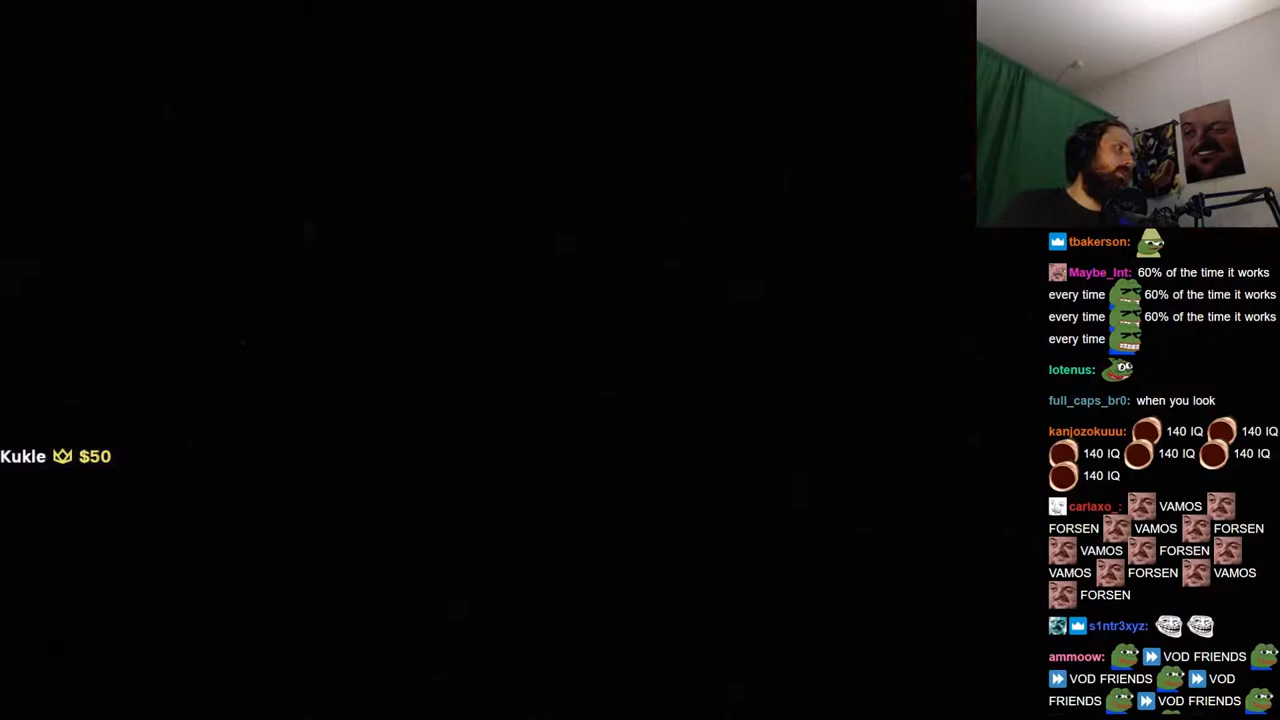 tbakerson:
Maybe_Int: 60% of the time it works
every time 60% of the time it works
every time 60% of the time it works
every time
lotenus:
full_caps_br0: when you look
kanjozokuuu: 140 IQ 140 IQ
140 IQ 140 IQ 140 IQ
140 IQ
Kukle $50
carlaxo_: VAMOS
FORSEN VAMOS FORSEN
VAMOS FORSEN
VAMOS FORSEN VAMOS
FORSEN
s1ntr3xyz:
ammoow: VOD FRIENDS
VOD FRIENDS VOD
FRIENDS VOD FRIENDS